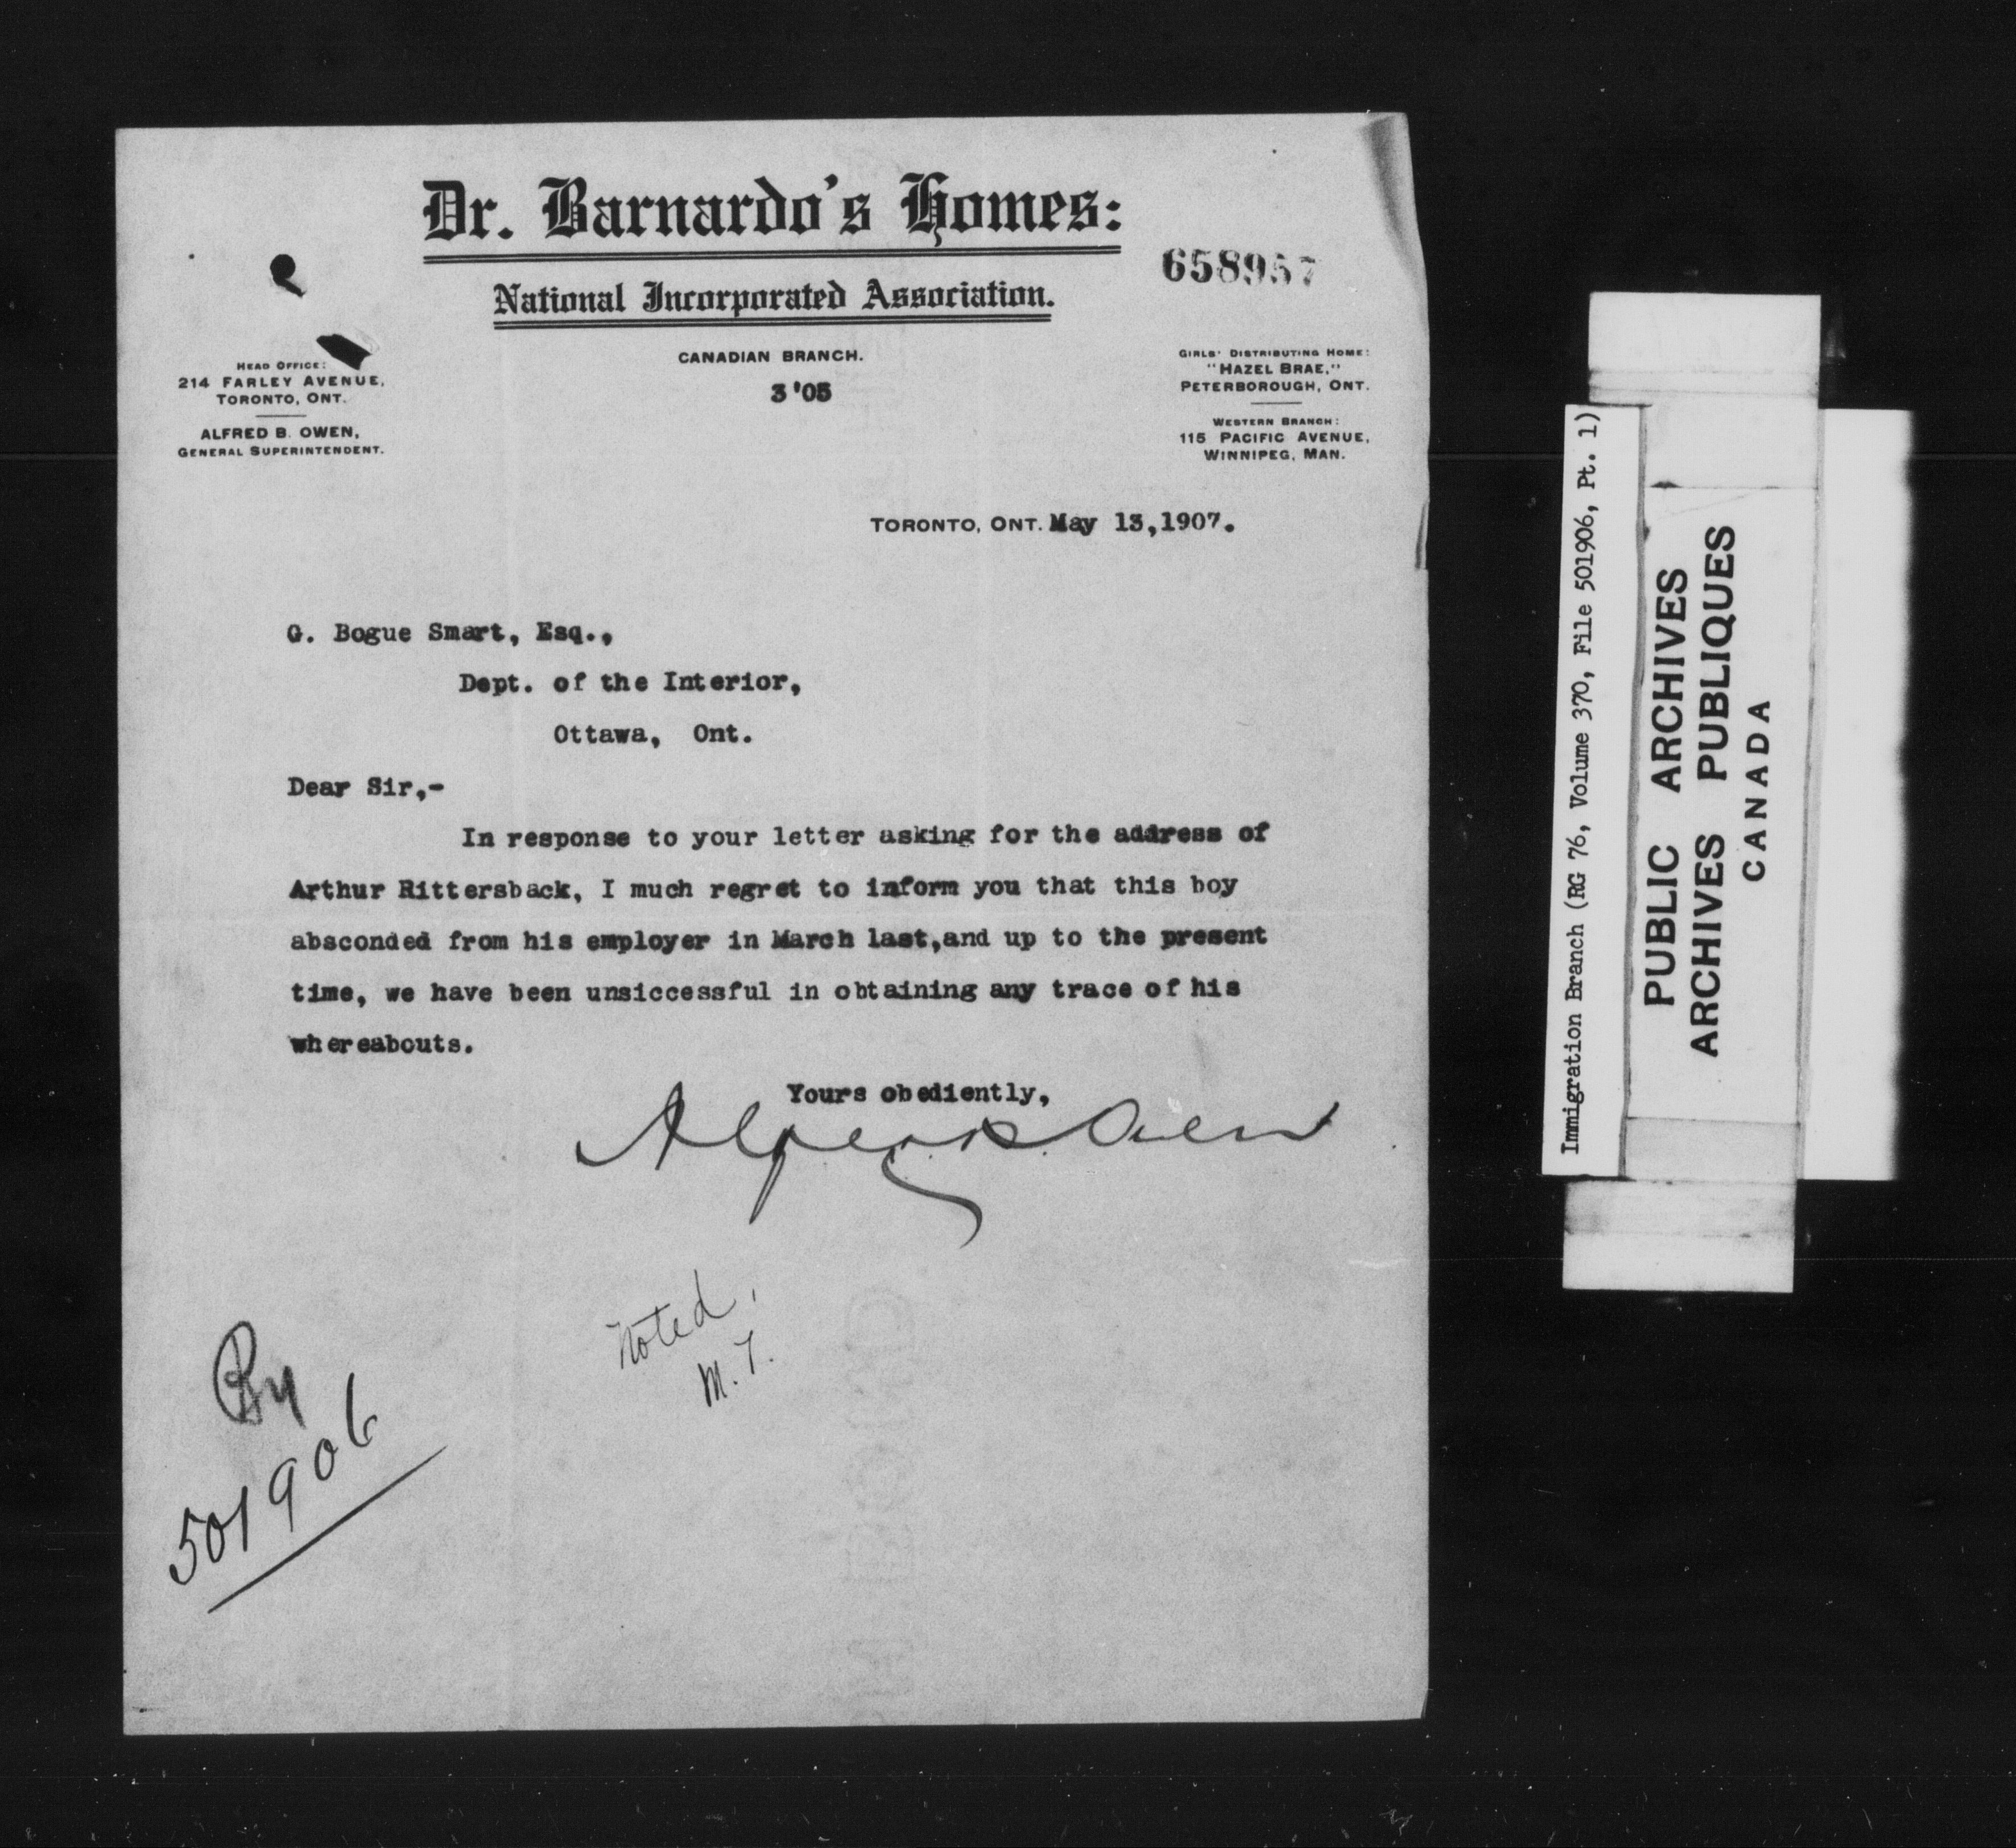 Dr. Barnardo's Homes:
National Incorporated Association.
658957
CANADIAN BRANCH.
3 '05
HEAD OFFICE:
214 FARLEY AVENUE,
TORONTO, ONT.
ALFRED B. OWEN,
GENERAL SUPERINTENDENT.
GIRLS' DISTRIBUTING HOME:
"HAZEL BRAE,"
PETERBOROUGH, ONT.
WESTERN BRANCH:
115 PACIFIC AVENUE,
WINNIPEG, MAN.
TORONTO, ONT. May 13,1907.
G. Bogue Smart, Esq.,
Dept. of the Interior,
Ottawa, Ont.
Dear Sir,-
In response to your letter asking for the address of
Arthur Rittersback, I much regret to inform you that this boy
absconded from his employer in March last,and up to the present
time, we have been unsiccessful in obtaining any trace of his
whereabouts.
Yours obediently,
Alfred B. Owen
Noted,
M.T.
501906
Immigration Branch (RG 76, Volume 370, File 501906, Pt. 1)
PUBLIC ARCHIVES
ARCHIVES PUBLIQUES
CANADA